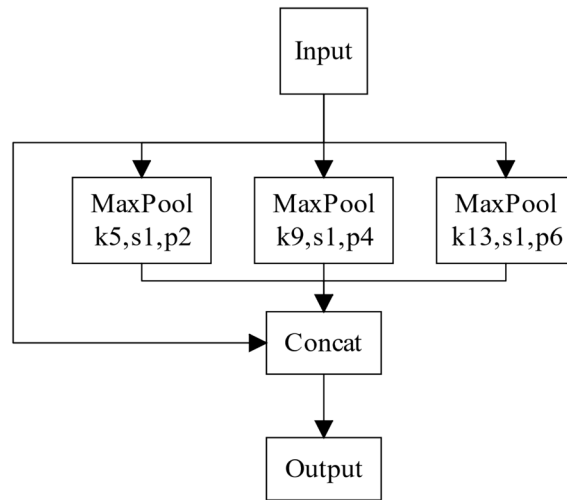 Input
MaxPool
k5,s1,p2
MaxPool
k9,s1,p4
MaxPool
k13,s1,p6
Concat
Output